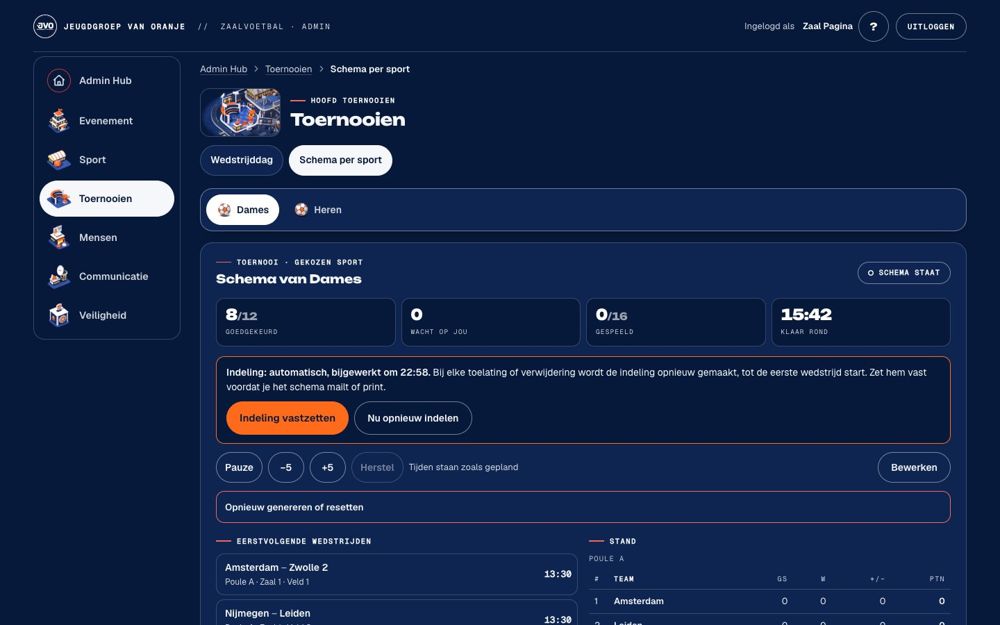 JVO JEUGDGROEP VAN ORANJE // ZAALVOETBAL · ADMIN
Ingelogd als Zaal Pagina
?
UITLOGGEN
Admin Hub
Evenement
Sport
Toernooien
Mensen
Communicatie
Veiligheid
Admin Hub > Toernooien > Schema per sport
HOOFD TOERNOOIEN
Toernooien
Wedstrijddag
Schema per sport
Dames
Heren
TOERNOOI · GEKOZEN SPORT
Schema van Dames
SCHEMA STAAT
8/12
GOEDGEKEURD
0
WACHT OP JOU
0/16
GESPEELD
15:42
KLAAR ROND
Indeling: automatisch, bijgewerkt om 22:58. Bij elke toelating of verwijdering wordt de indeling opnieuw gemaakt, tot de eerste wedstrijd start. Zet hem vast
voordat je het schema mailt of print.
Indeling vastzetten
Nu opnieuw indelen
Pauze
−5
+5
Herstel
Tijden staan zoals gepland
Bewerken
Opnieuw genereren of resetten
EERSTVOLGENDE WEDSTRIJDEN
Amsterdam – Zwolle 2
Poule A · Zaal 1 · Veld 1
13:30
Nijmegen – Leiden
13:30
STAND
POULE A
# TEAM GS W +/− PTN
1 Amsterdam 0 0 0 0